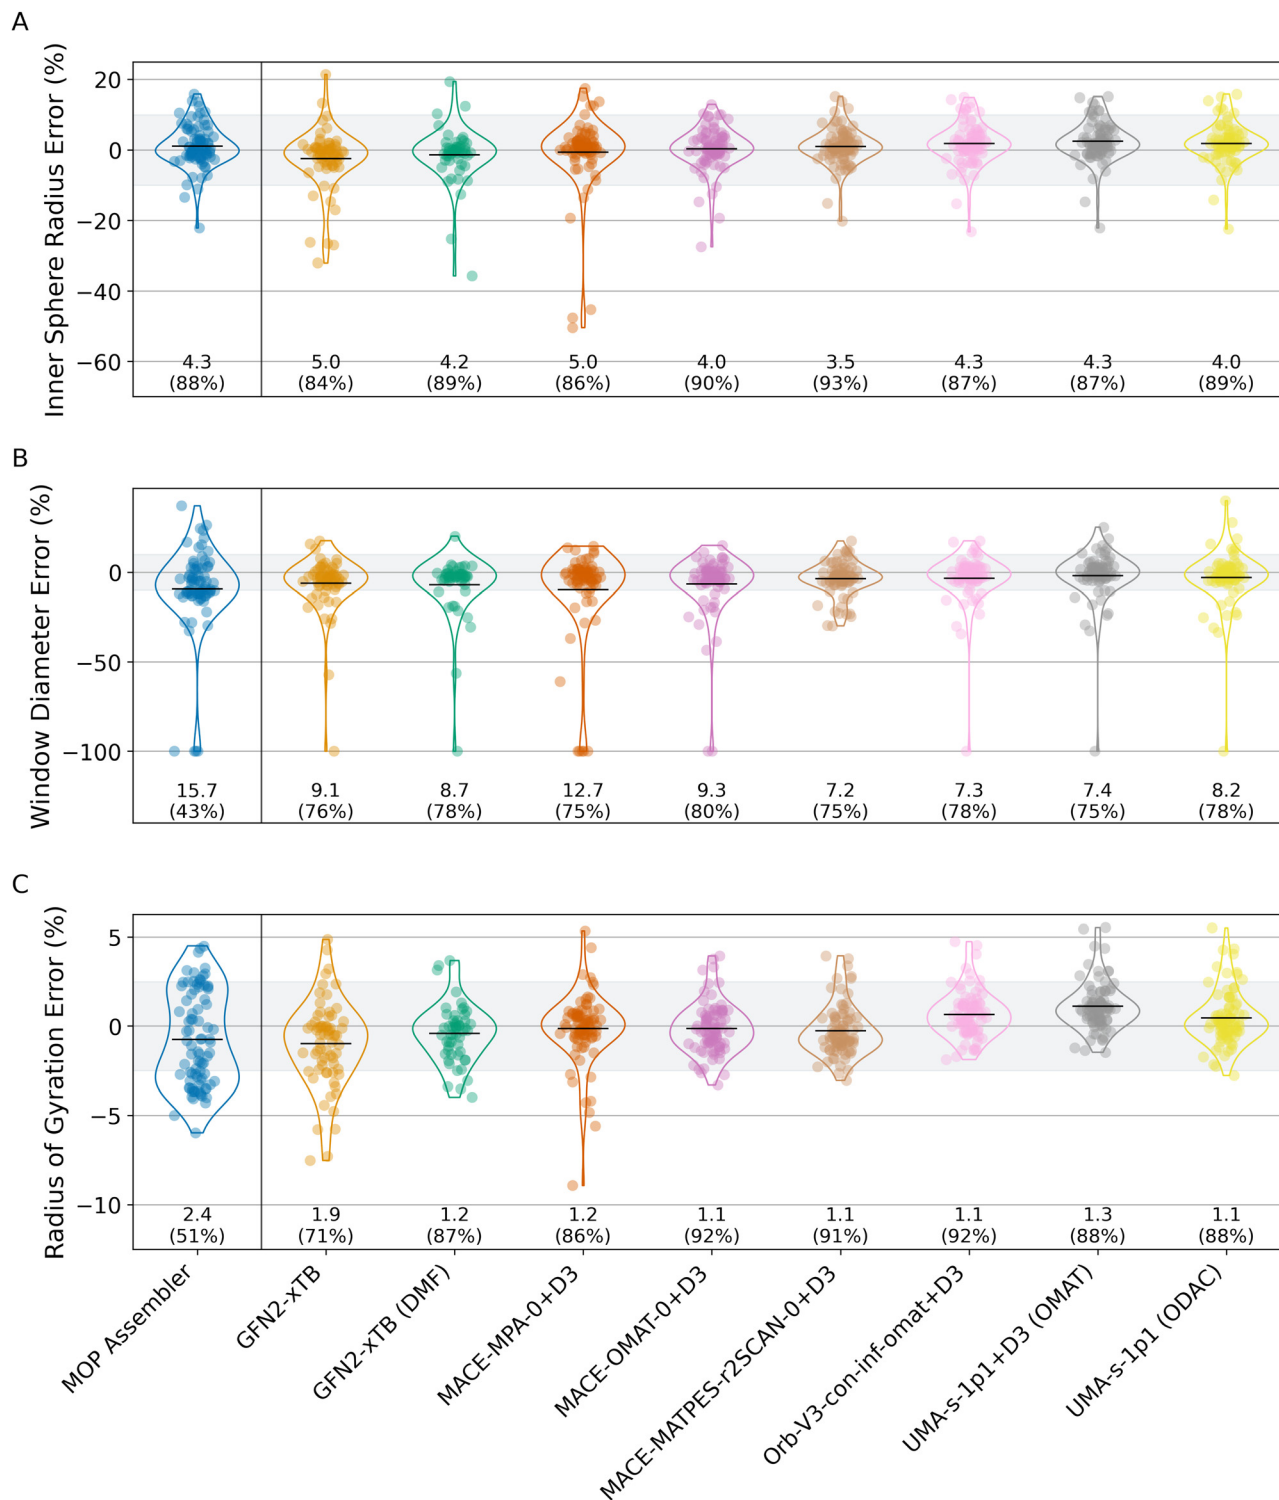 A
Inner Sphere Radius Error (%)
20
0
−20
−40
−60
4.3 5.0 4.2 5.0 4.0 3.5 4.3 4.3 4.0
(88%) (84%) (89%) (86%) (90%) (93%) (87%) (87%) (89%)
B
Window Diameter Error (%)
0
−50
−100
15.7 9.1 8.7 12.7 9.3 7.2 7.3 7.4 8.2
(43%) (76%) (78%) (75%) (80%) (75%) (78%) (75%) (78%)
C
Radius of Gyration Error (%)
5
0
−5
−10
2.4 1.9 1.2 1.2 1.1 1.1 1.1 1.3 1.1
(51%) (71%) (87%) (86%) (92%) (91%) (92%) (88%) (88%)
MOP Assembler
GFN2-xTB
GFN2-xTB (DMF)
MACE-MPA-0+D3
MACE-OMAT-0+D3
MACE-MATPES-r2SCAN-0+D3
Orb-V3-con-inf-omat+D3
UMA-s-1p1+D3 (OMAT)
UMA-s-1p1 (ODAC)